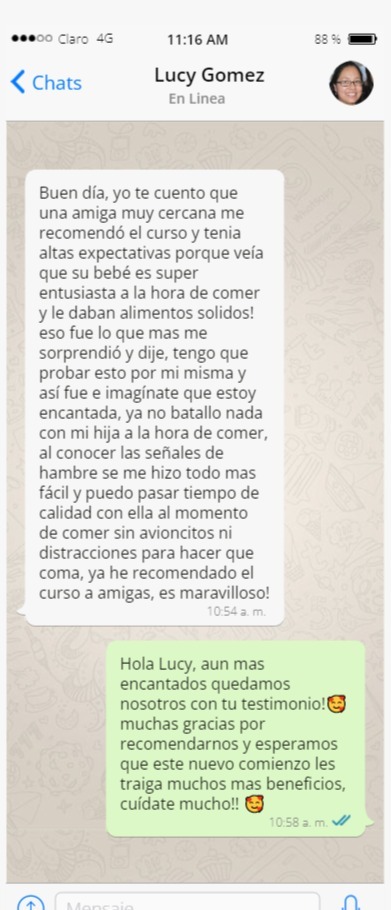 Claro 4G 11:16 AM 88 %
Chats Lucy Gomez
En Linea
Buen día, yo te cuento que
una amiga muy cercana me
recomendó el curso y tenia
altas expectativas porque veía
que su bebé es super
entusiasta a la hora de comer
y le daban alimentos solidos!
eso fue lo que mas me
sorprendió y dije, tengo que
probar esto por mi misma y
así fue e imagínate que estoy
encantada, ya no batallo nada
con mi hija a la hora de comer,
al conocer las señales de
hambre se me hizo todo mas
fácil y puedo pasar tiempo de
calidad con ella al momento
de comer sin avioncitos ni
distracciones para hacer que
coma, ya he recomendado el
curso a amigas, es maravilloso!
10:54 a. m.
Hola Lucy, aun mas
encantados quedamos
nosotros con tu testimonio!🥰
muchas gracias por
recomendarnos y esperamos
que este nuevo comienzo les
traiga muchos mas beneficios,
cuídate mucho!! 🥰
10:58 a. m.
Mensaje